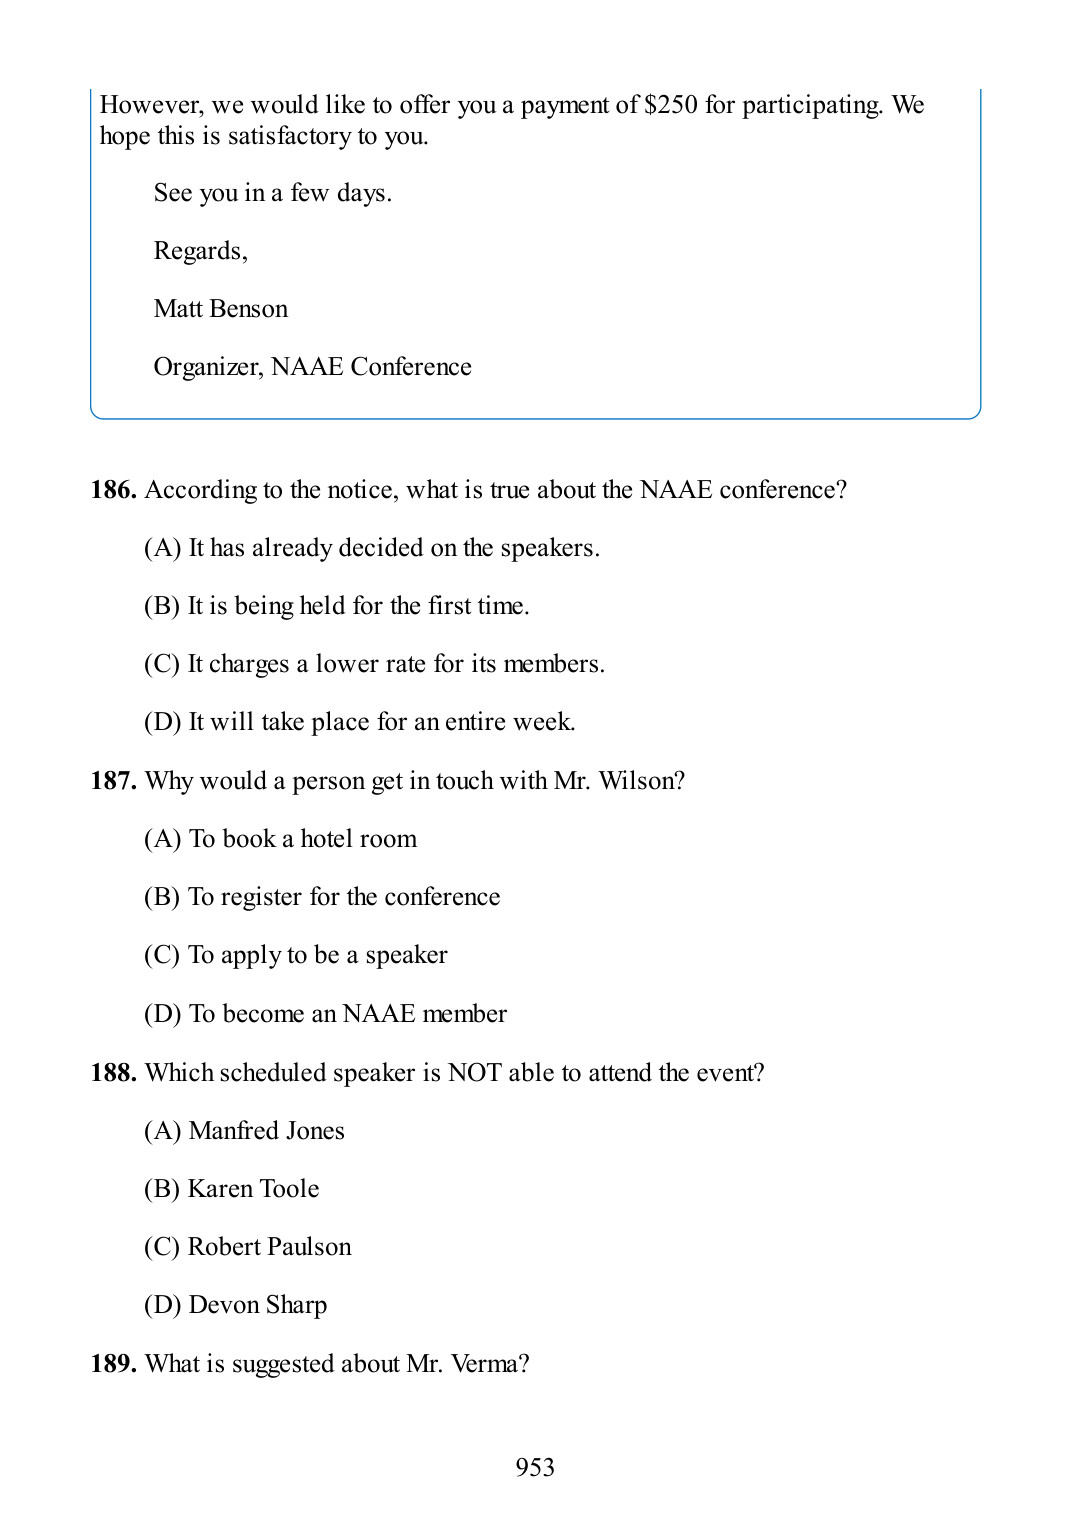 However, we would like to offer you a payment of $250 for participating. We
hope this is satisfactory to you.
See you in a few days.
Regards,
Matt Benson
Organizer, NAAE Conference
186. According to the notice, what is true about the NAAE conference?
(A) It has already decided on the speakers.
(B) It is being held for the first time.
(C) It charges a lower rate for its members.
(D) It will take place for an entire week.
187. Why would a person get in touch with Mr. Wilson?
(A) To book a hotel room
(B) To register for the conference
(C) To apply to be a speaker
(D) To become an NAAE member
188. Which scheduled speaker is NOT able to attend the event?
(A) Manfred Jones
(B) Karen Toole
(C) Robert Paulson
(D) Devon Sharp
189. What is suggested about Mr. Verma?
953